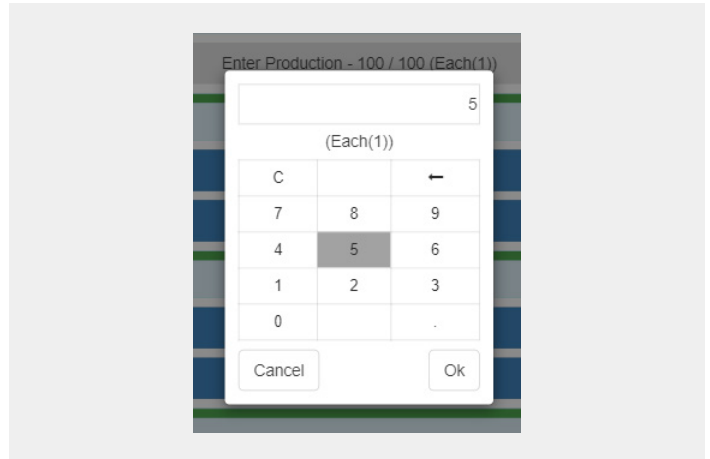 Enter Production - 100 / 100 (Each(1))
5
(Each(1))
C ←
7 8 9
4 5 6
1 2 3
0 .
Cancel Ok